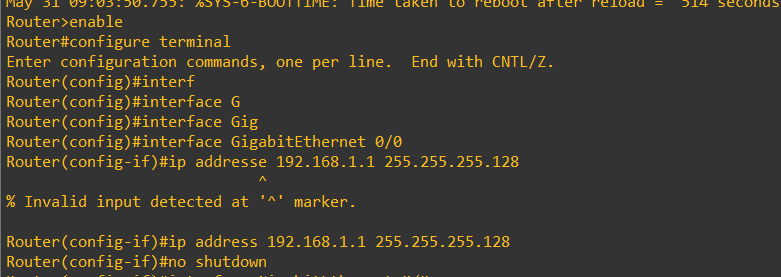 May 31 09:03:50.755: %SYS-6-BOOTTIME: Time taken to reboot after reload =  514 seconds
Router>enable
Router#configure terminal
Enter configuration commands, one per line.  End with CNTL/Z.
Router(config)#interf
Router(config)#interface G
Router(config)#interface Gig
Router(config)#interface GigabitEthernet 0/0
Router(config-if)#ip addresse 192.168.1.1 255.255.255.128
^
% Invalid input detected at '^' marker.
Router(config-if)#ip address 192.168.1.1 255.255.255.128
Router(config-if)#no shutdown